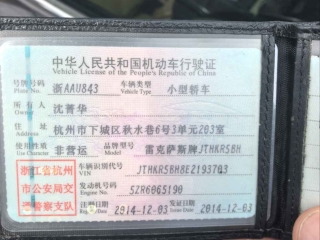 中华人民共和国机动车行驶证
Vehicle License of the People's Republic of China
号牌号码 浙AAU843 车辆类型 小型轿车
Plate No. Vehicle Type
所有人 沈菁华
Owner
住址 杭州市下城区秋水巷6号3单元203室
Address
使用性质 非营运 品牌型号 雷克萨斯牌JTHKR5BH
Use Character Model
浙江省杭州市公安局交通警察支队
车辆识别代号 JTHKR5BH8E2193703
VIN
发动机号码 5ZR6065190
Engine No.
注册日期 2014-12-03 发证日期 2014-12-03